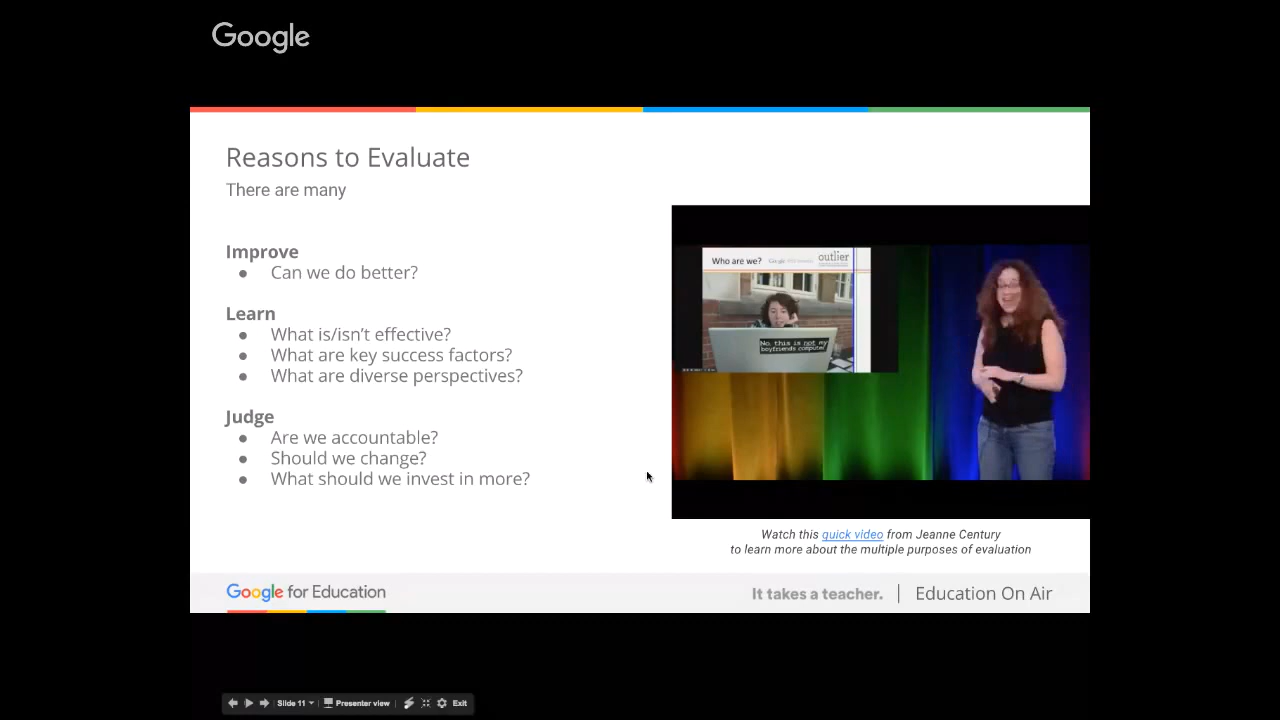 Google
Reasons to Evaluate
There are many
Improve
● Can we do better?
Learn
● What is/isn't effective?
● What are key success factors?
● What are diverse perspectives?
Judge
● Are we accountable?
● Should we change?
● What should we invest in more?
Who are we?
outlier
No, this is not my
boyfriends computer
Watch this quick video from Jeanne Century
to learn more about the multiple purposes of evaluation
Google for Education
It takes a teacher. | Education On Air
Slide 11
Presenter view
Exit